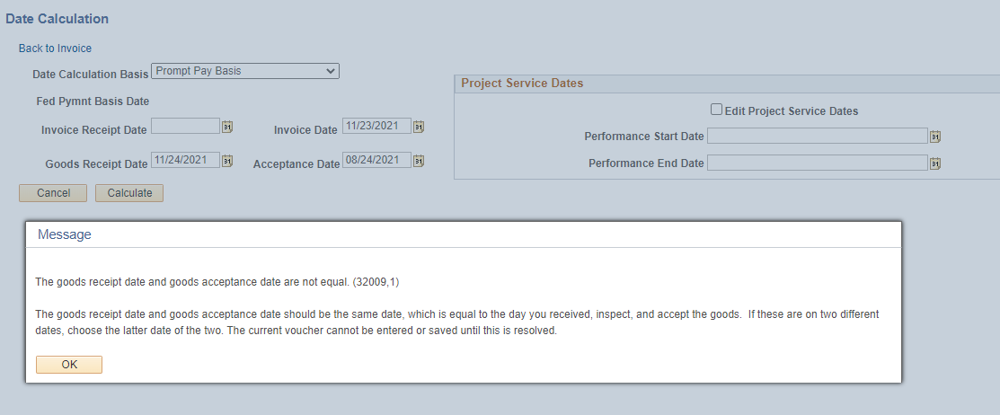 Date Calculation
Back to Invoice
Date Calculation Basis Prompt Pay Basis
Fed Pymnt Basis Date
Invoice Receipt Date 31 Invoice Date 11/23/2021 31
Goods Receipt Date 11/24/2021 31 Acceptance Date 08/24/2021 31
Cancel Calculate
Project Service Dates
Edit Project Service Dates
Performance Start Date 31
Performance End Date 31
Message
The goods receipt date and goods acceptance date are not equal. (32009,1)
The goods receipt date and goods acceptance date should be the same date, which is equal to the day you received, inspect, and accept the goods.  If these are on two different
dates, choose the latter date of the two. The current voucher cannot be entered or saved until this is resolved.
OK